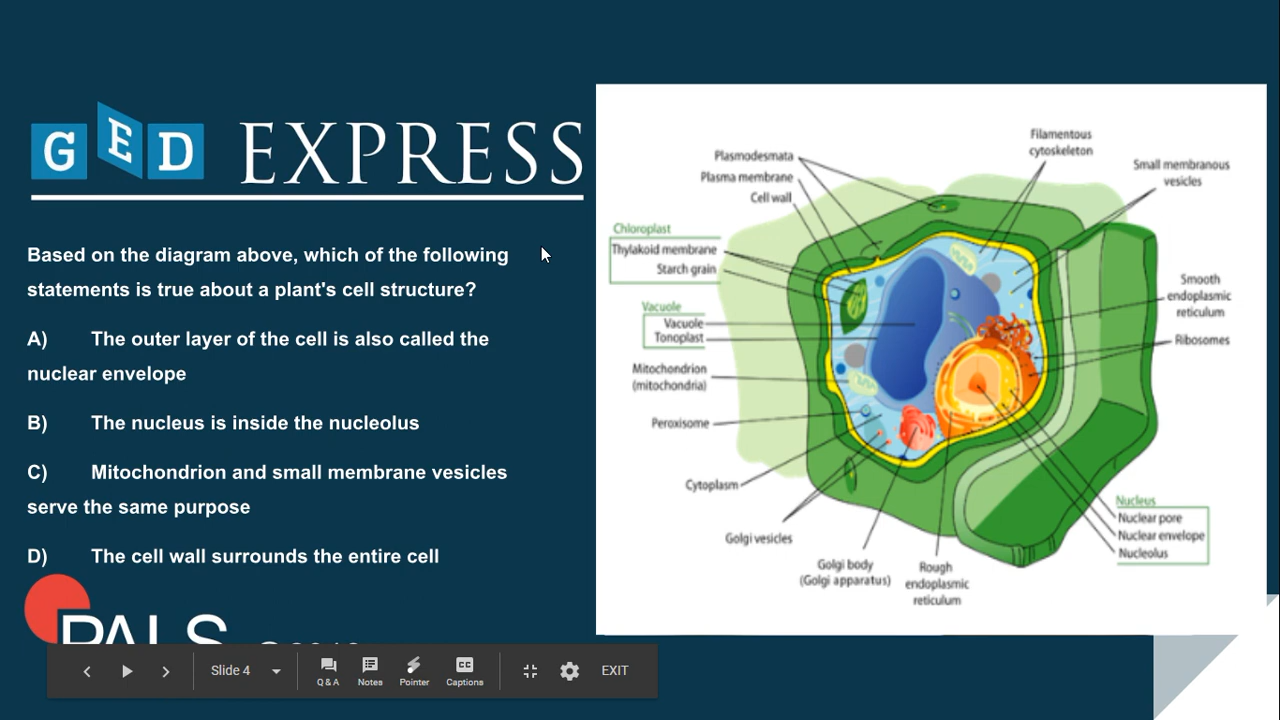 GED EXPRESS
Based on the diagram above, which of the following
statements is true about a plant's cell structure?
A) The outer layer of the cell is also called the
nuclear envelope
B) The nucleus is inside the nucleolus
C) Mitochondrion and small membrane vesicles
serve the same purpose
D) The cell wall surrounds the entire cell
PALS
Plasmodesmata
Plasma membrane
Cell wall
Chloroplast
Thylakoid membrane
Starch grain
Vacuole
Vacuole
Tonoplast
Mitochondrion
(mitochondria)
Peroxisome
Cytoplasm
Golgi vesicles
Golgi body
(Golgi apparatus)
Rough
endoplasmic
reticulum
Filamentous
cytoskeleton
Small membranous
vesicles
Smooth
endoplasmic
reticulum
Ribosomes
Nucleus
Nuclear pore
Nuclear envelope
Nucleolus
Slide 4
Q & A
Notes
Pointer
CC
Captions
EXIT